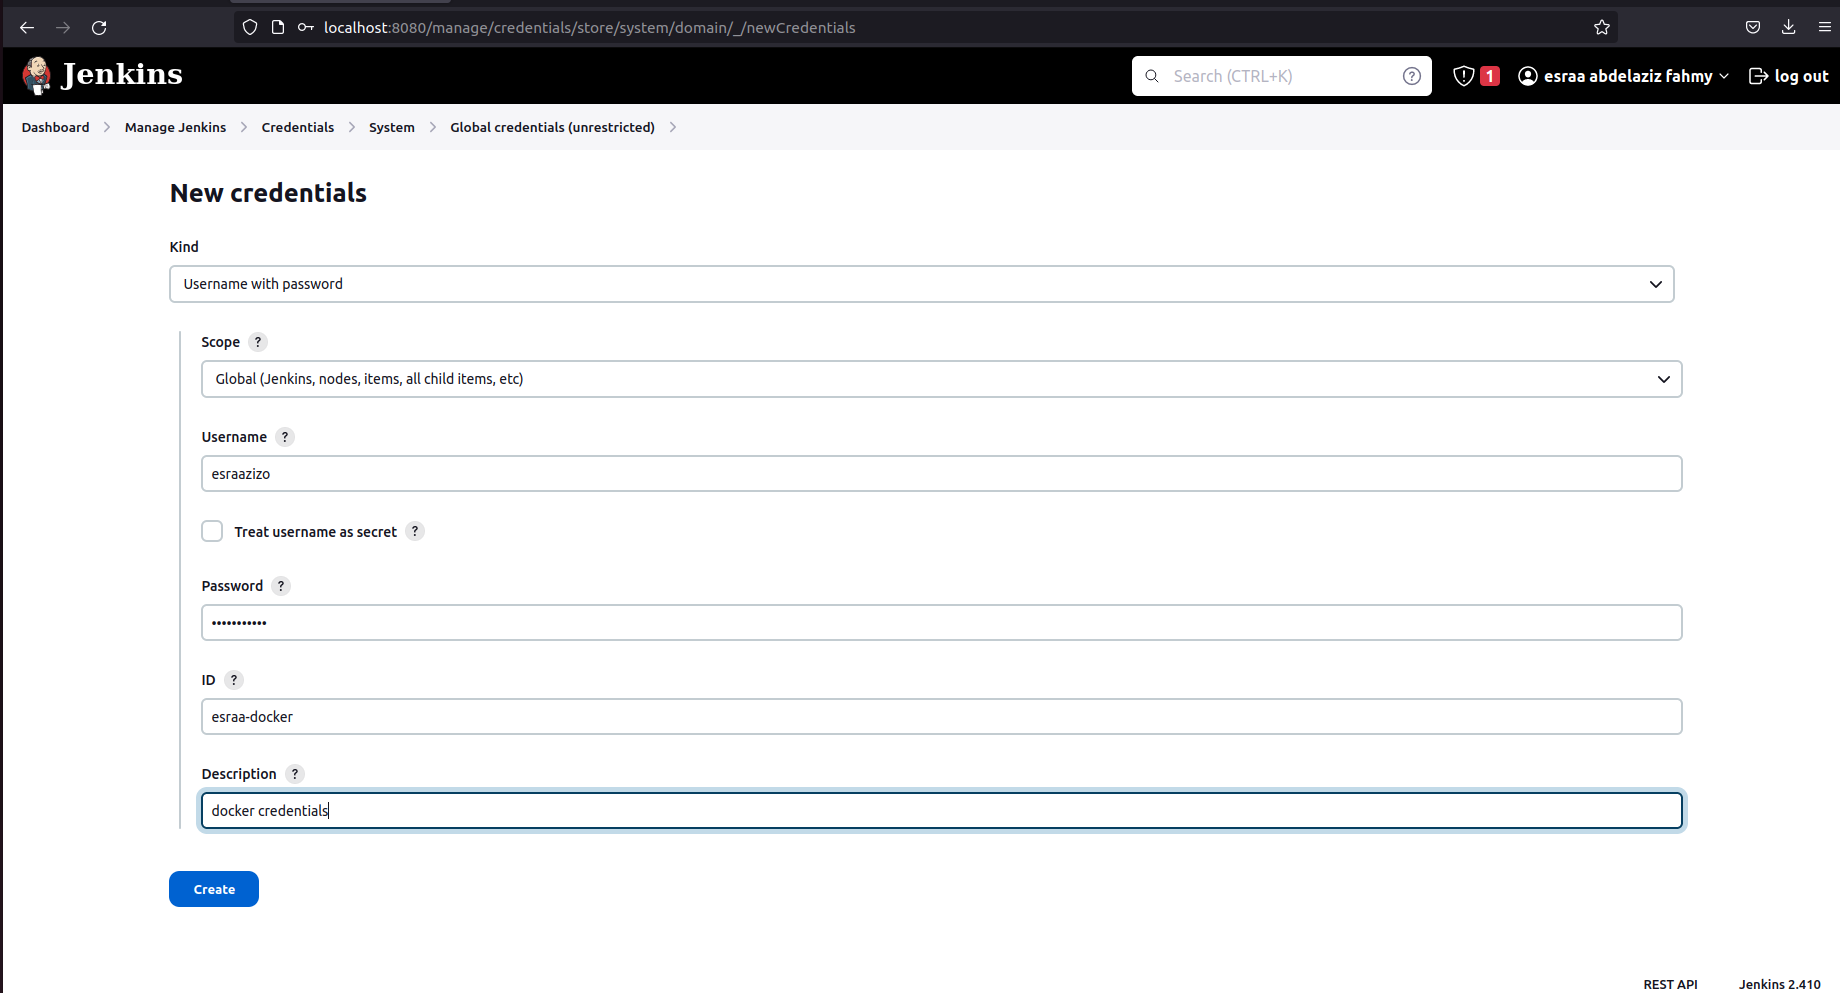 localhost:8080/manage/credentials/store/system/domain/_/newCredentials
Jenkins
Search (CTRL+K) ?
1
esraa abdelaziz fahmy
log out
Dashboard
Manage Jenkins
Credentials
System
Global credentials (unrestricted)
New credentials
Kind
Username with password
Scope ?
Global (Jenkins, nodes, items, all child items, etc)
Username ?
esraazizo
Treat username as secret ?
Password ?
•••••••••••
ID ?
esraa-docker
Description ?
docker credentials
Create
REST API
Jenkins 2.410